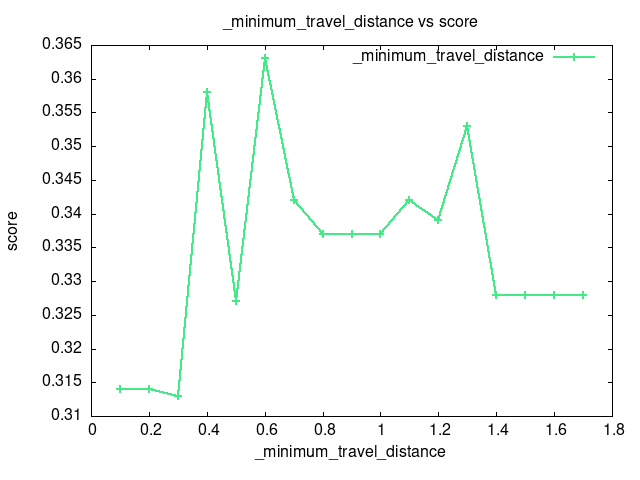 _minimum_travel_distance vs score
_minimum_travel_distance
0.365
0.36
0.355
0.35
0.345
0.34
0.335
0.33
0.325
0.32
0.315
0.31
score
0 0.2 0.4 0.6 0.8 1 1.2 1.4 1.6 1.8
_minimum_travel_distance